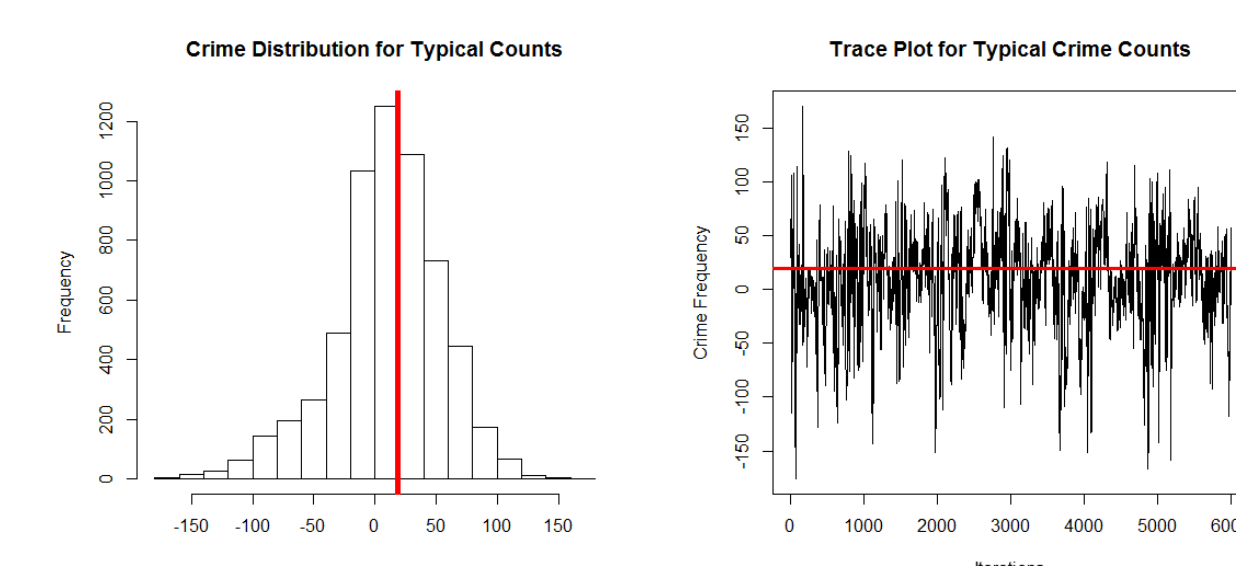 Crime Distribution for Typical Counts
Frequency
0 200 400 600 800 1000 1200
-150 -100 -50 0 50 100 150
Trace Plot for Typical Crime Counts
Crime Frequency
-150 -100 -50 0 50 100 150
0 1000 2000 3000 4000 5000 600
Iterations